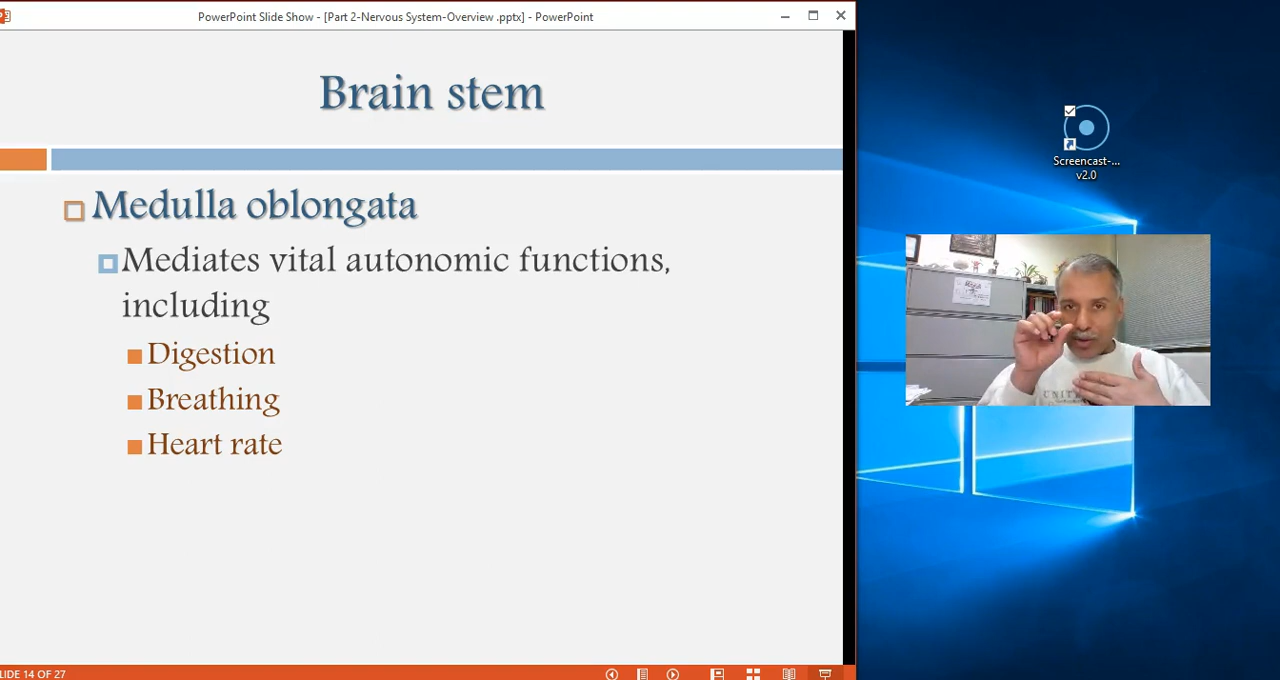 PowerPoint Slide Show - [Part 2-Nervous System-Overview .pptx] - PowerPoint
Brain stem
Medulla oblongata
Mediates vital autonomic functions,
including
Digestion
Breathing
Heart rate
LIDE 14 OF 27
Screencast-...
v2.0
UNIT